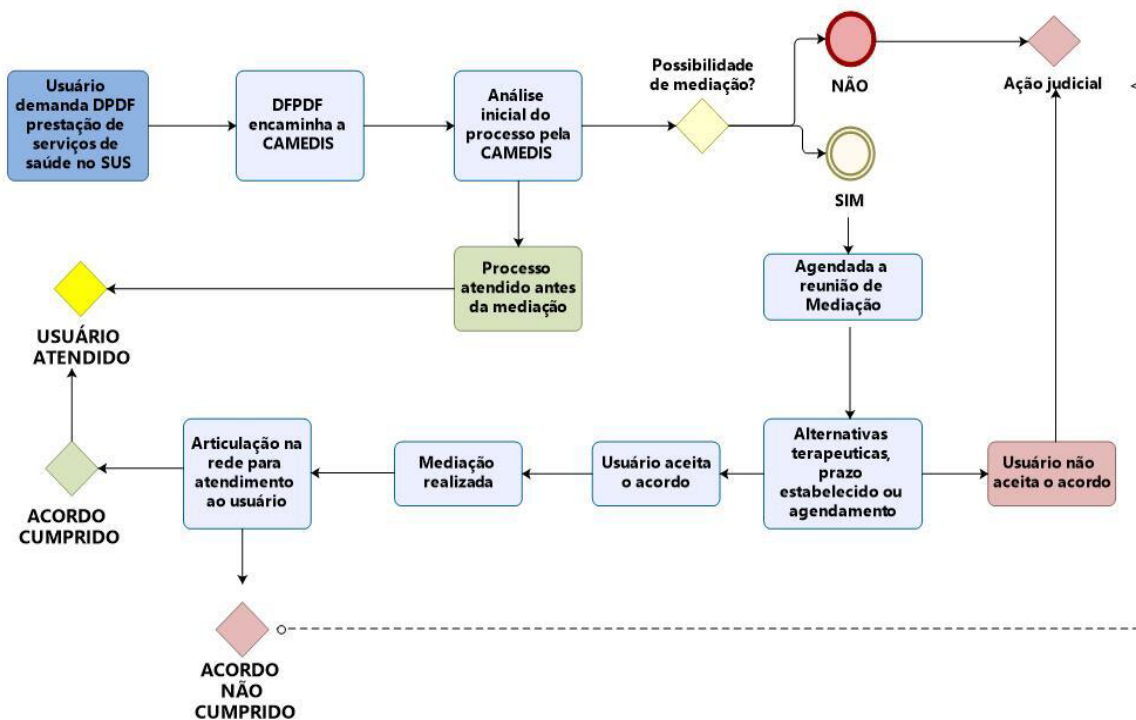 Usuário
demanda DPDF
prestação de
serviços de
saúde no SUS
DFPDF
encaminha a
CAMEDIS
Análise
inicial do
processo pela
CAMEDIS
Possibilidade
de mediação?
NÃO
Ação judicial
SIM
Processo
atendido antes
da mediação
Agendada a
reunião de
Mediação
USUÁRIO
ATENDIDO
Articulação na
rede para
atendimento
ao usuário
Mediação
realizada
Usuário aceita
o acordo
Alternativas
terapeuticas,
prazo
estabelecido ou
agendamento
Usuário não
aceita o acordo
ACORDO
CUMPRIDO
ACORDO
NÃO
CUMPRIDO